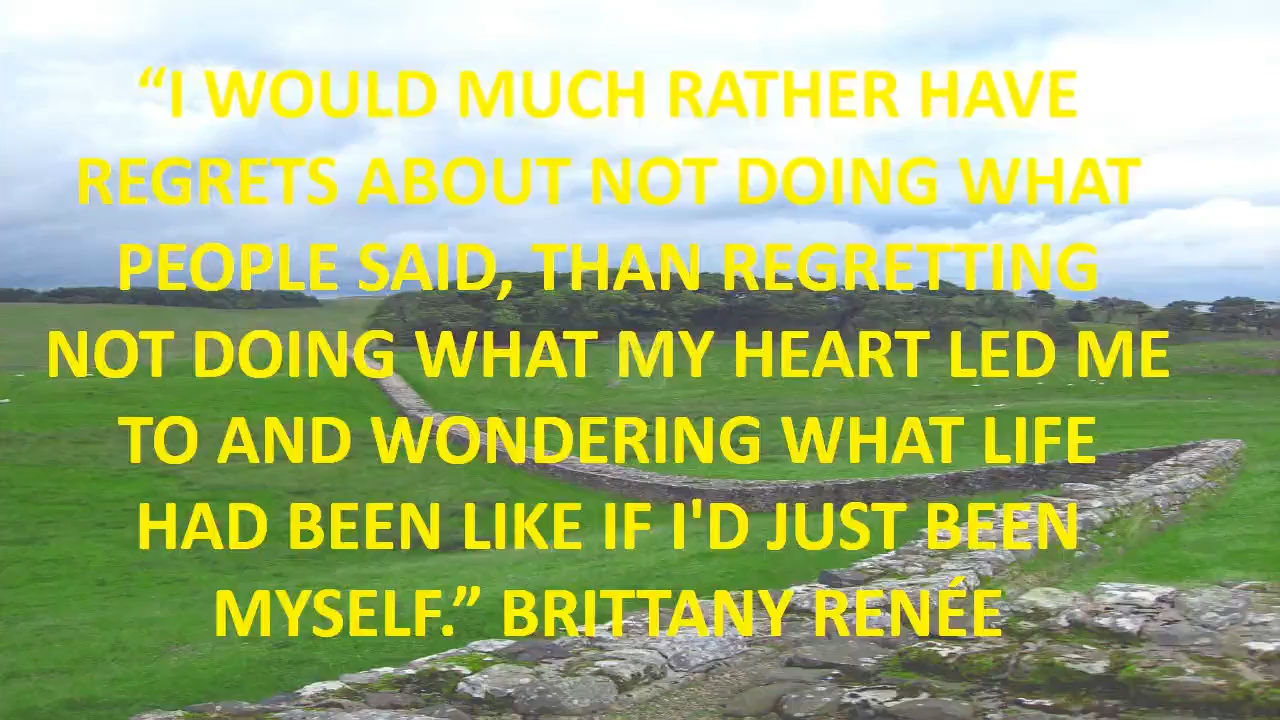 “I WOULD MUCH RATHER HAVE
REGRETS ABOUT NOT DOING WHAT
PEOPLE SAID, THAN REGRETTING
NOT DOING WHAT MY HEART LED ME
TO AND WONDERING WHAT LIFE
HAD BEEN LIKE IF I'D JUST BEEN
MYSELF.” BRITTANY RENÉE